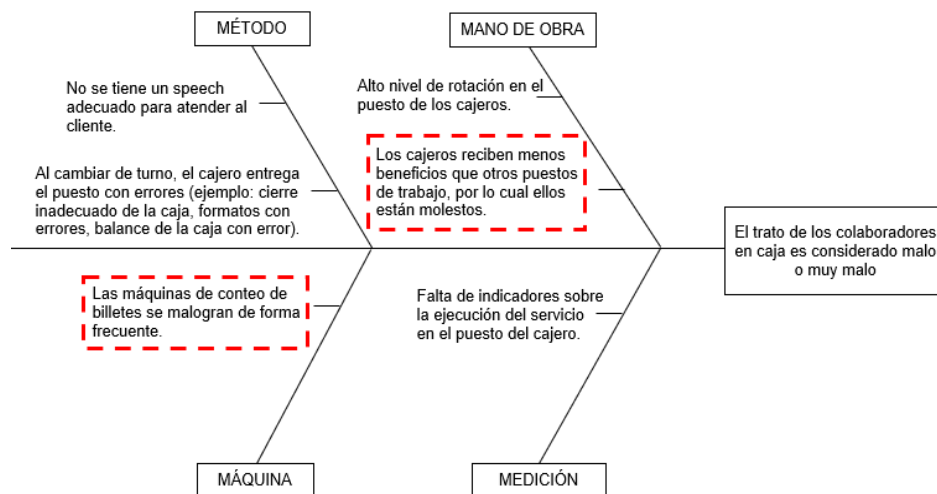 MÉTODO
MANO DE OBRA
No se tiene un speech
adecuado para atender al
cliente.
Alto nivel de rotación en el
puesto de los cajeros.
Al cambiar de turno, el cajero entrega
el puesto con errores (ejemplo: cierre
inadecuado de la caja, formatos con
errores, balance de la caja con error).
Los cajeros reciben menos
beneficios que otros puestos
de trabajo, por lo cual ellos
están molestos.
El trato de los colaboradores
en caja es considerado malo
o muy malo
Las máquinas de conteo de
billetes se malogran de forma
frecuente.
Falta de indicadores sobre
la ejecución del servicio
en el puesto del cajero.
MÁQUINA
MEDICIÓN